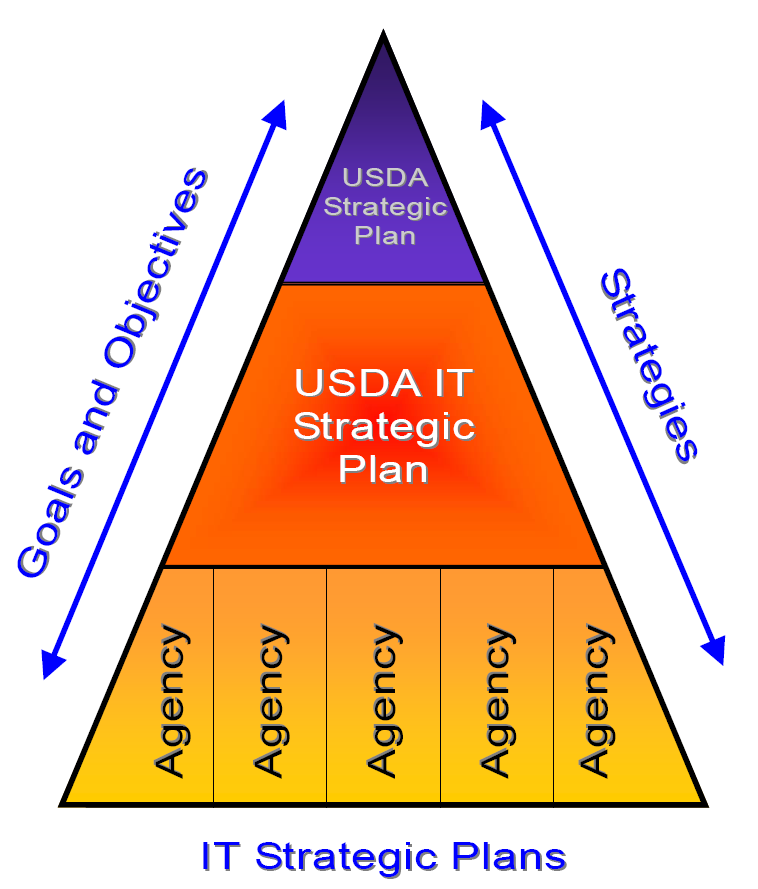 USDA
Strategic
Plan
Goals and Objectives
Strategies
USDA IT
Strategic
Plan
Agency
Agency
Agency
Agency
Agency
IT Strategic Plans